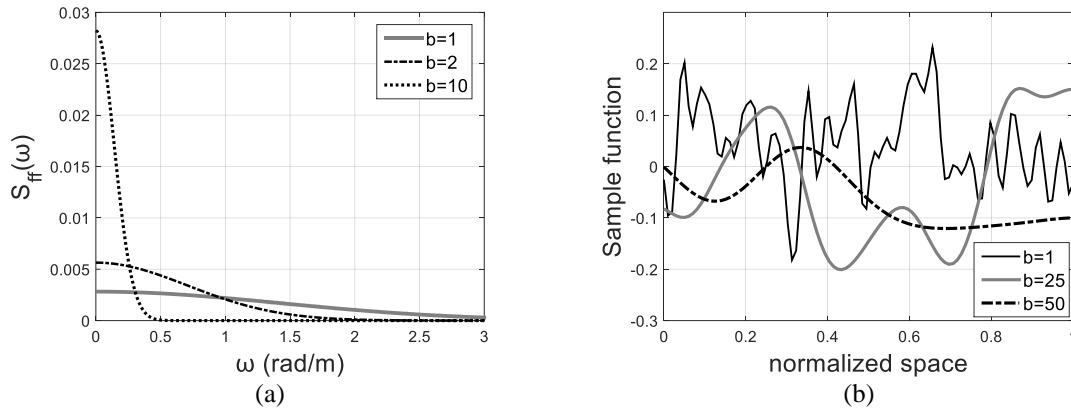 0.03
0.025
0.02
0.015
0.01
0.005
0
0
0.5
1
1.5
2
2.5
3
S_ff(ω)
ω (rad/m)
b=1
b=2
b=10
(a)
0.2
0.1
0
-0.1
-0.2
-0.3
0
0.2
0.4
0.6
0.8
1
Sample function
normalized space
b=1
b=25
b=50
(b)